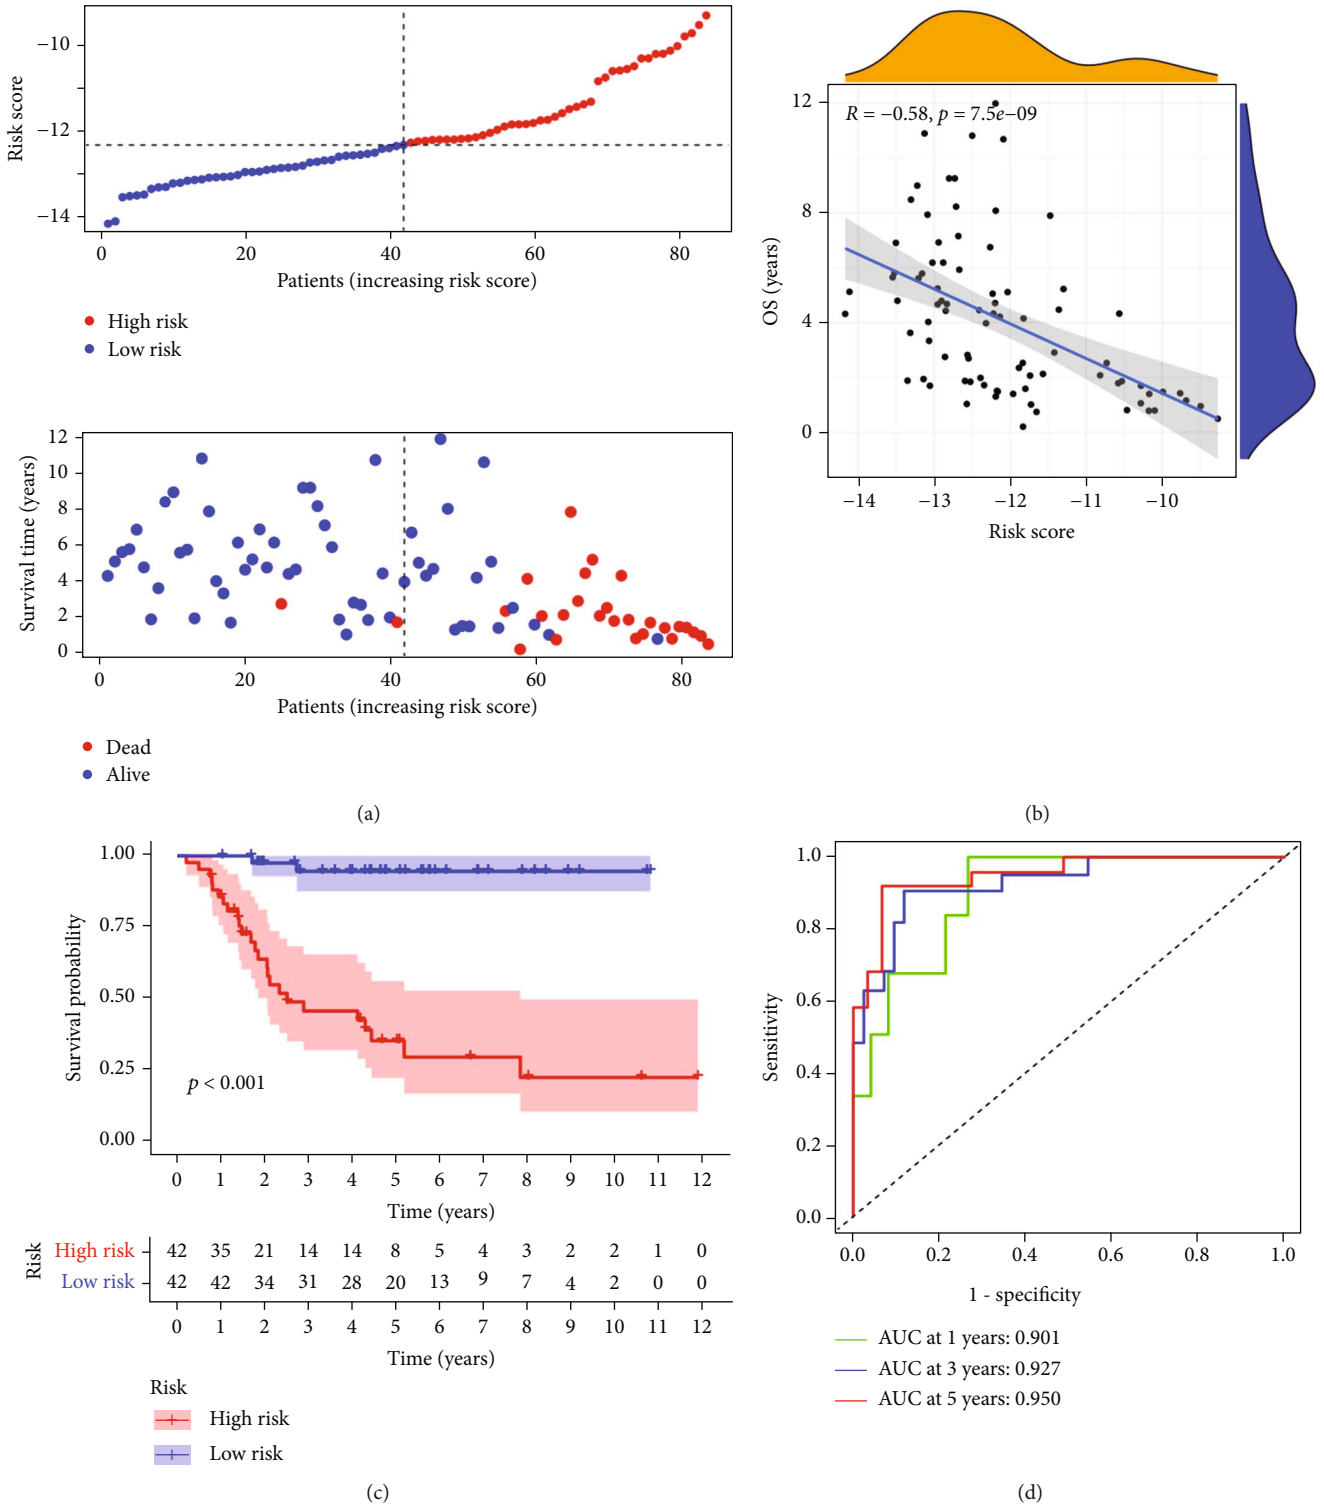 −10
−12
−14
Risk score
0 20 40 60 80
Patients (increasing risk score)
High risk
Low risk
12
10
8
6
4
2
0
Survival time (years)
0 20 40 60 80
Patients (increasing risk score)
Dead
Alive
(a)
R = −0.58, p = 7.5e−09
12
8
4
0
OS (years)
−14 −13 −12 −11 −10
Risk score
(b)
1.00
0.75
0.50
0.25
0.00
Survival probability
p < 0.001
0 1 2 3 4 5 6 7 8 9 10 11 12
Time (years)
Risk
High risk 42 35 21 14 14 8 5 4 3 2 2 1 0
Low risk 42 42 34 31 28 20 13 9 7 4 2 0 0
0 1 2 3 4 5 6 7 8 9 10 11 12
Time (years)
Risk
High risk
Low risk
(c)
1.0
0.8
0.6
0.4
0.2
0.0
Sensitivity
0.0 0.2 0.4 0.6 0.8 1.0
1 - specificity
AUC at 1 years: 0.901
AUC at 3 years: 0.927
AUC at 5 years: 0.950
(d)